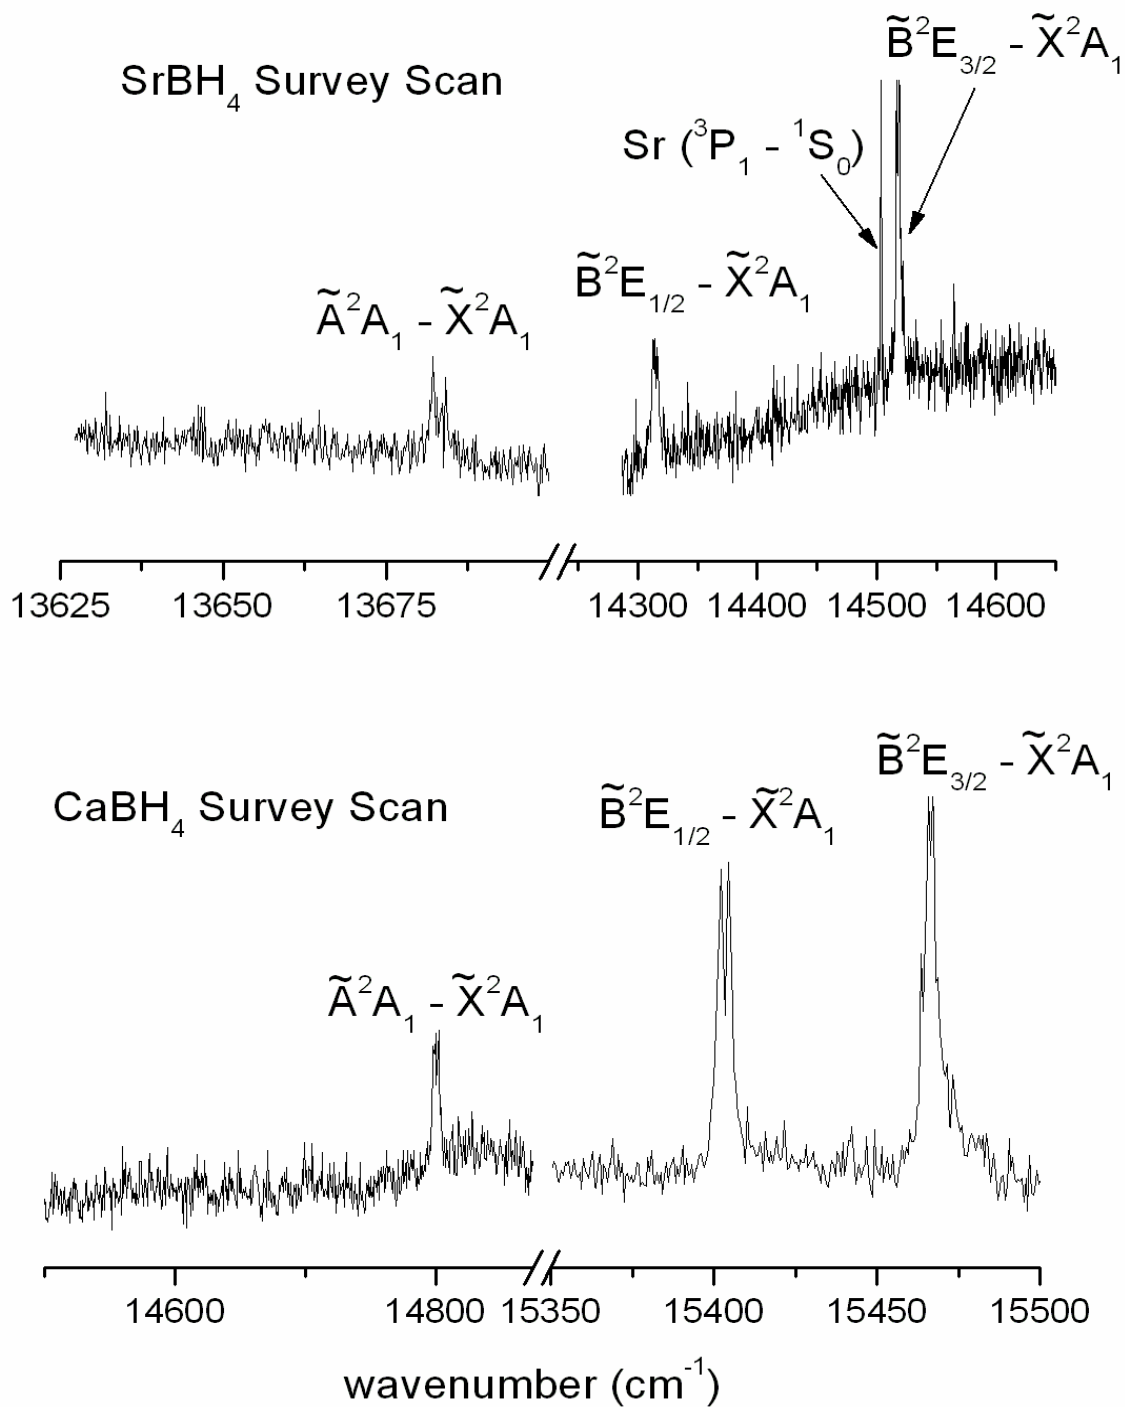 B̃²E₃/₂ - X̃²A₁
SrBH₄ Survey Scan
Sr (³P₁ - ¹S₀)
B̃²E₁/₂ - X̃²A₁
òA₁ - X̃²A₁
13625 13650 13675 14300 14400 14500 14600
B̃²E₃/₂ - X̃²A₁
CaBH₄ Survey Scan
B̃²E₁/₂ - X̃²A₁
òA₁ - X̃²A₁
14600 14800 15350 15400 15450 15500
wavenumber (cm⁻¹)